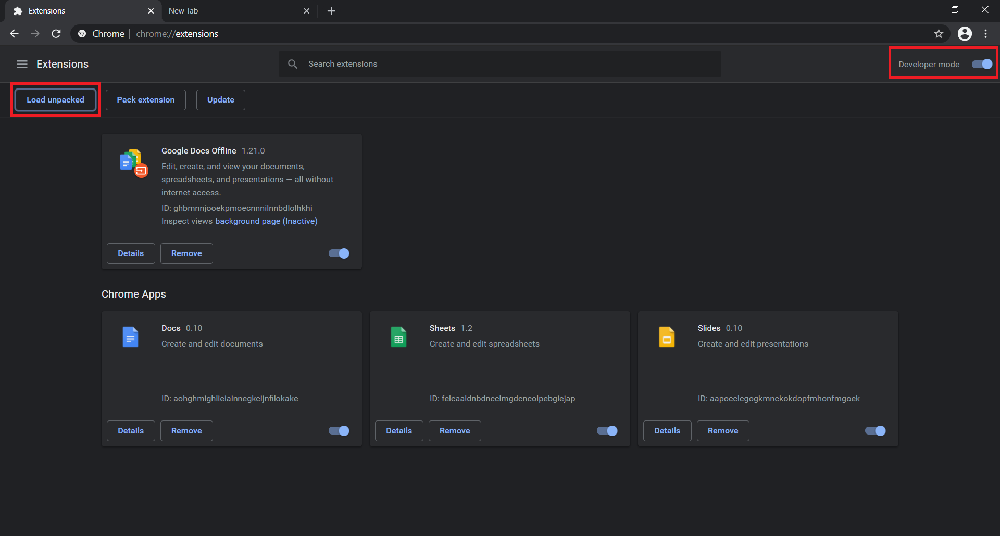 Extensions
New Tab
Chrome | chrome://extensions
Extensions
Search extensions
Developer mode
Load unpacked
Pack extension
Update
Google Docs Offline 1.21.0
Edit, create, and view your documents,
spreadsheets, and presentations — all without
internet access.
ID: ghbmnnjooekpmoecnnnilnnbdlolhkhi
Inspect views background page (Inactive)
Details
Remove
Chrome Apps
Docs 0.10
Create and edit documents
ID: aohghmighlieiainnegkcijnfilokake
Details
Remove
Sheets 1.2
Create and edit spreadsheets
ID: felcaaldnbdncclmgdcncolpebgiejap
Details
Remove
Slides 0.10
Create and edit presentations
ID: aapocclcgogkmnckokdopfmhonfmgoek
Details
Remove